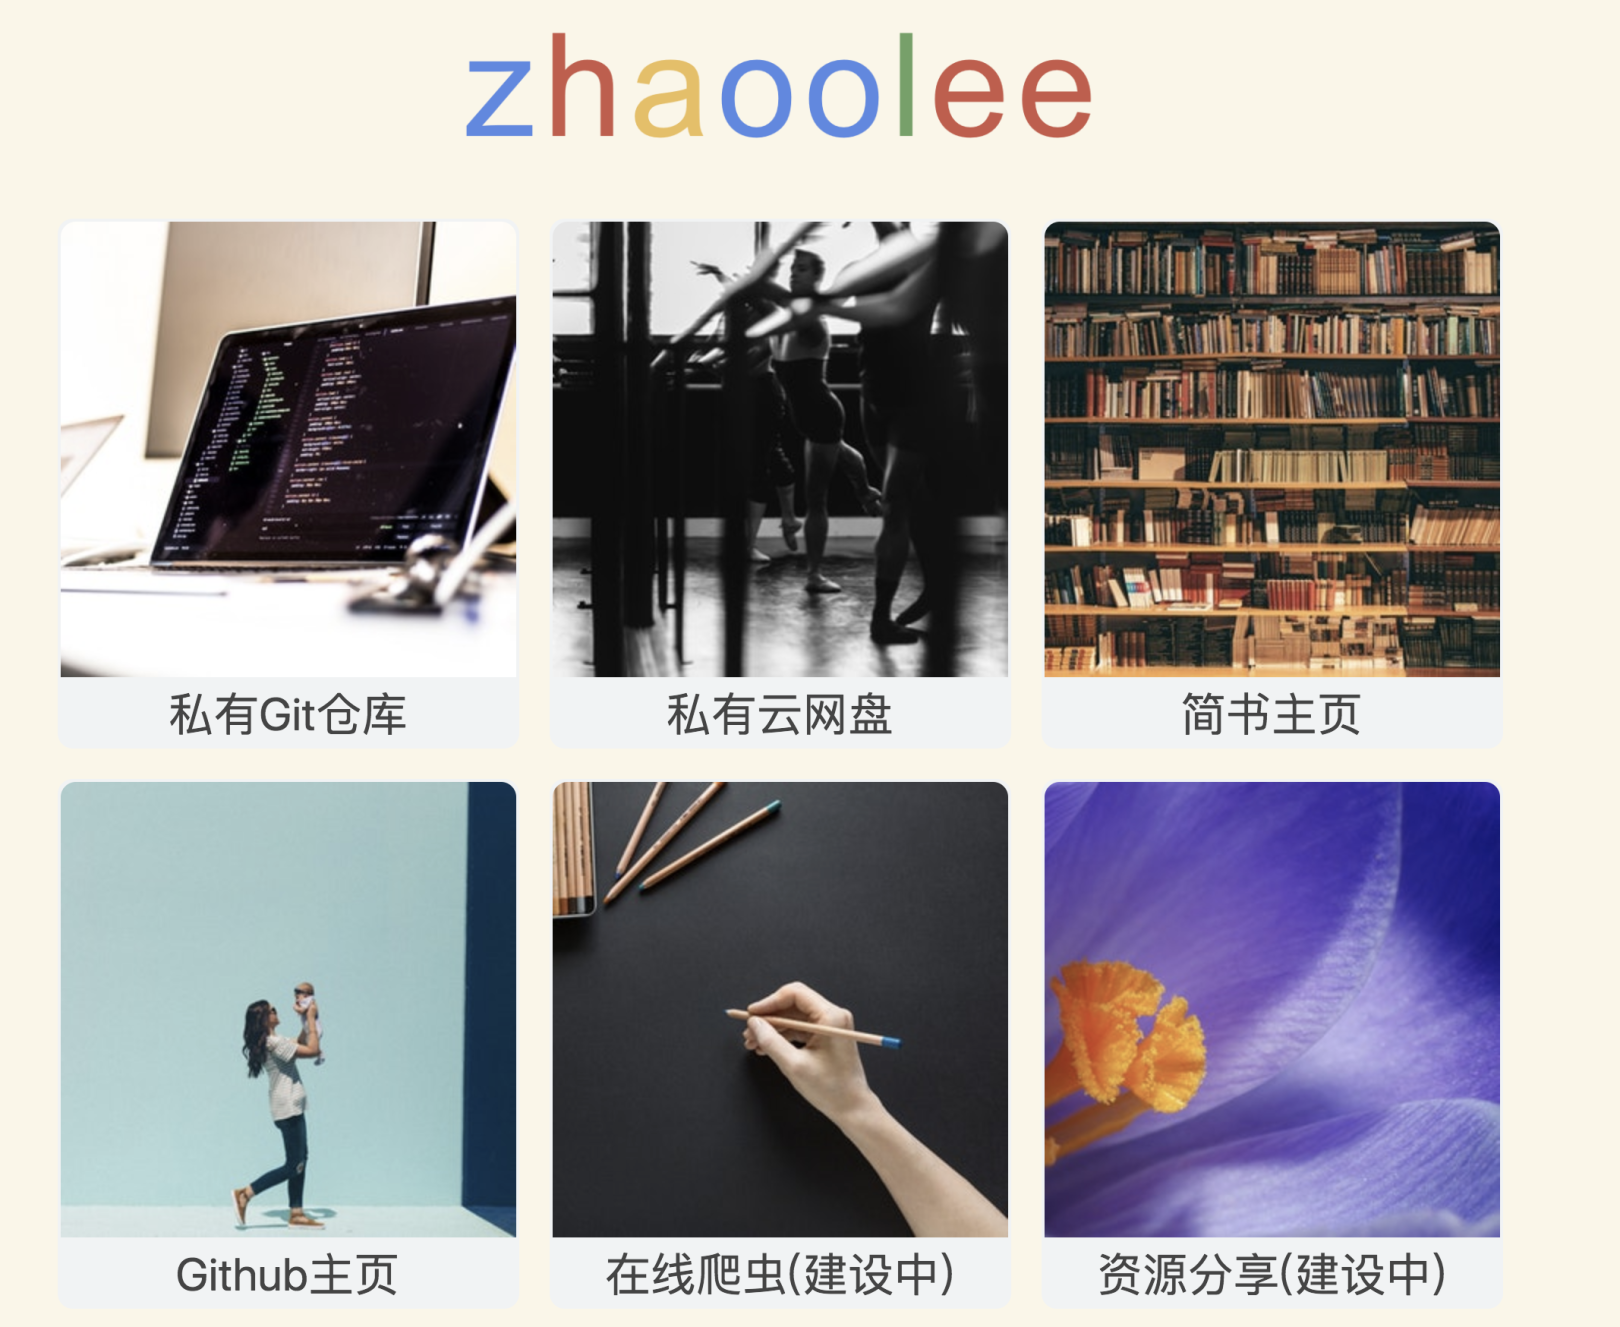 zhaoolee
私有Git仓库
私有云网盘
简书主页
Github主页
在线爬虫(建设中)
资源分享(建设中)